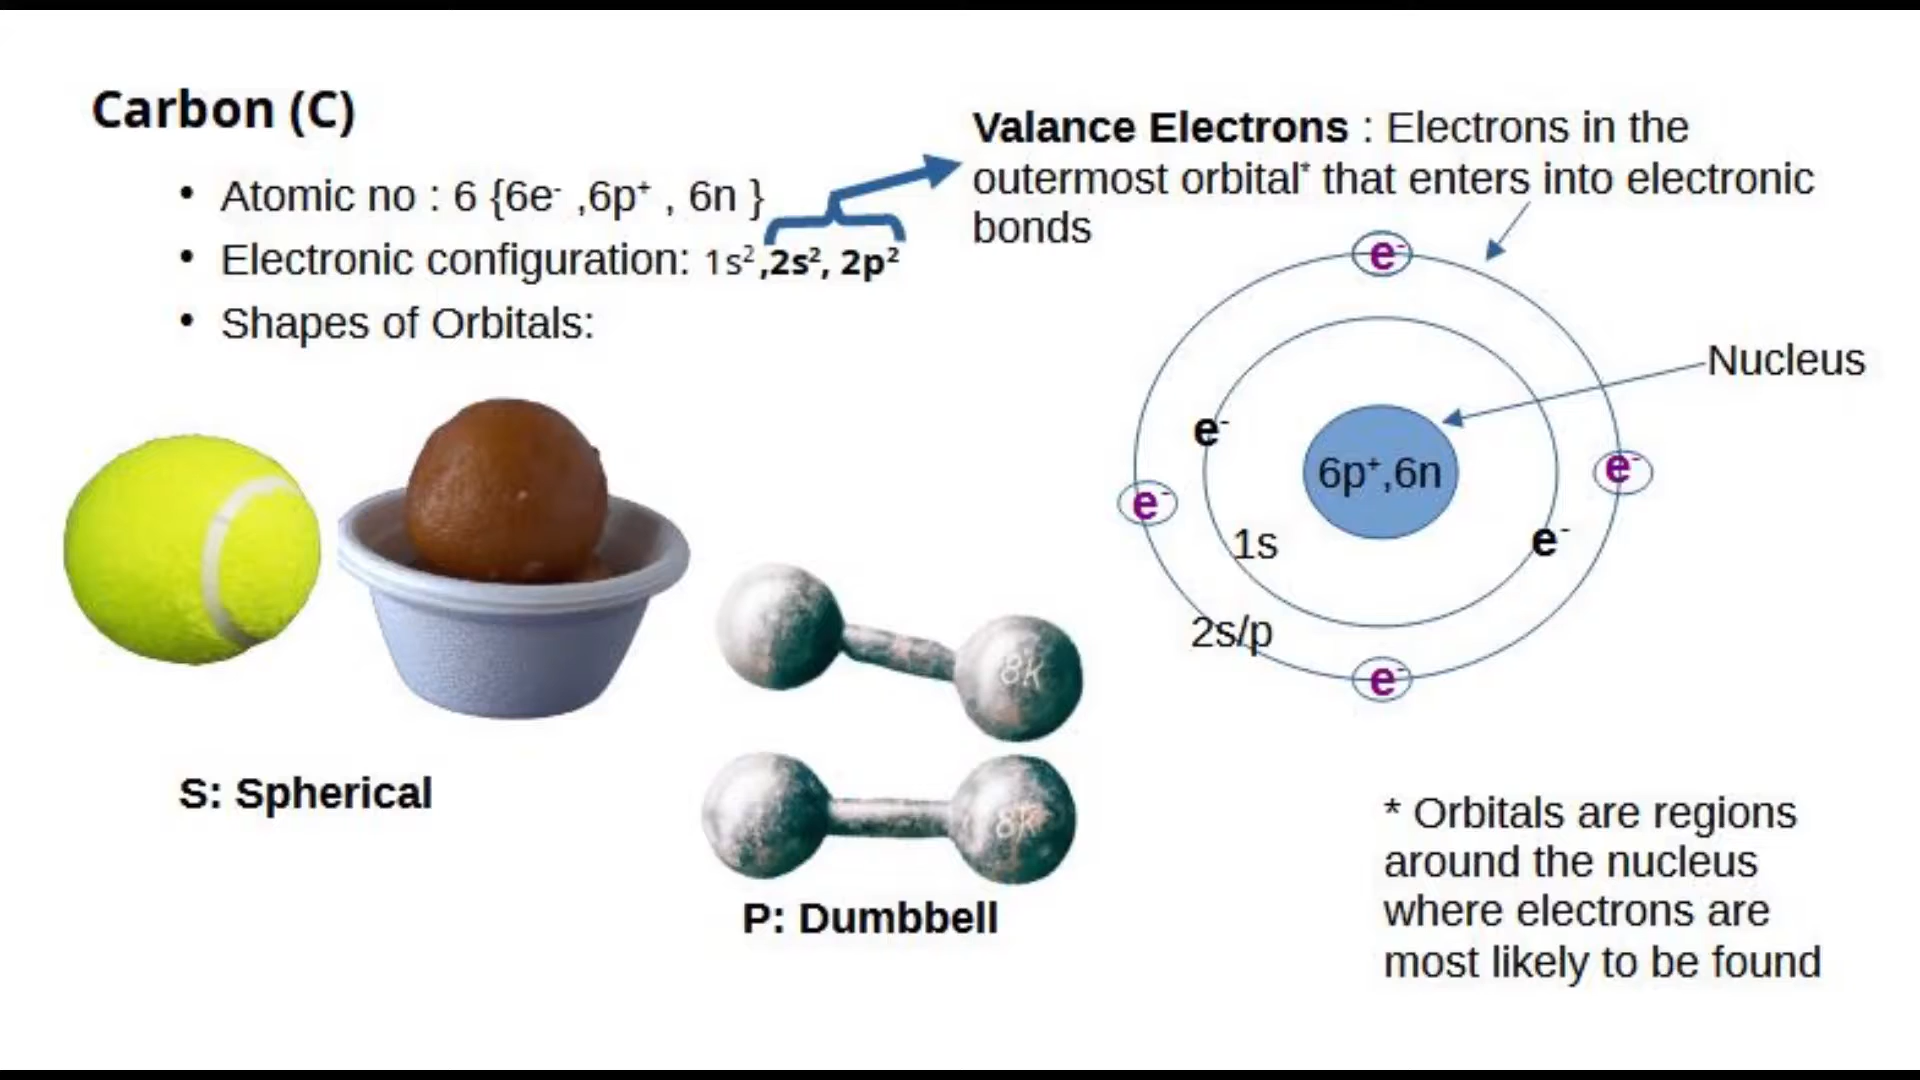 Carbon (C)
• Atomic no : 6 {6e⁻ ,6p⁺ , 6n }
• Electronic configuration: 1s² ,2s², 2p²
• Shapes of Orbitals:
Valance Electrons : Electrons in the
outermost orbital* that enters into electronic
bonds
e⁻
Nucleus
e⁻
6p⁺,6n
e⁻
e⁻
1s
e⁻
2s/p
e⁻
8k
8k
S: Spherical
P: Dumbbell
* Orbitals are regions
around the nucleus
where electrons are
most likely to be found